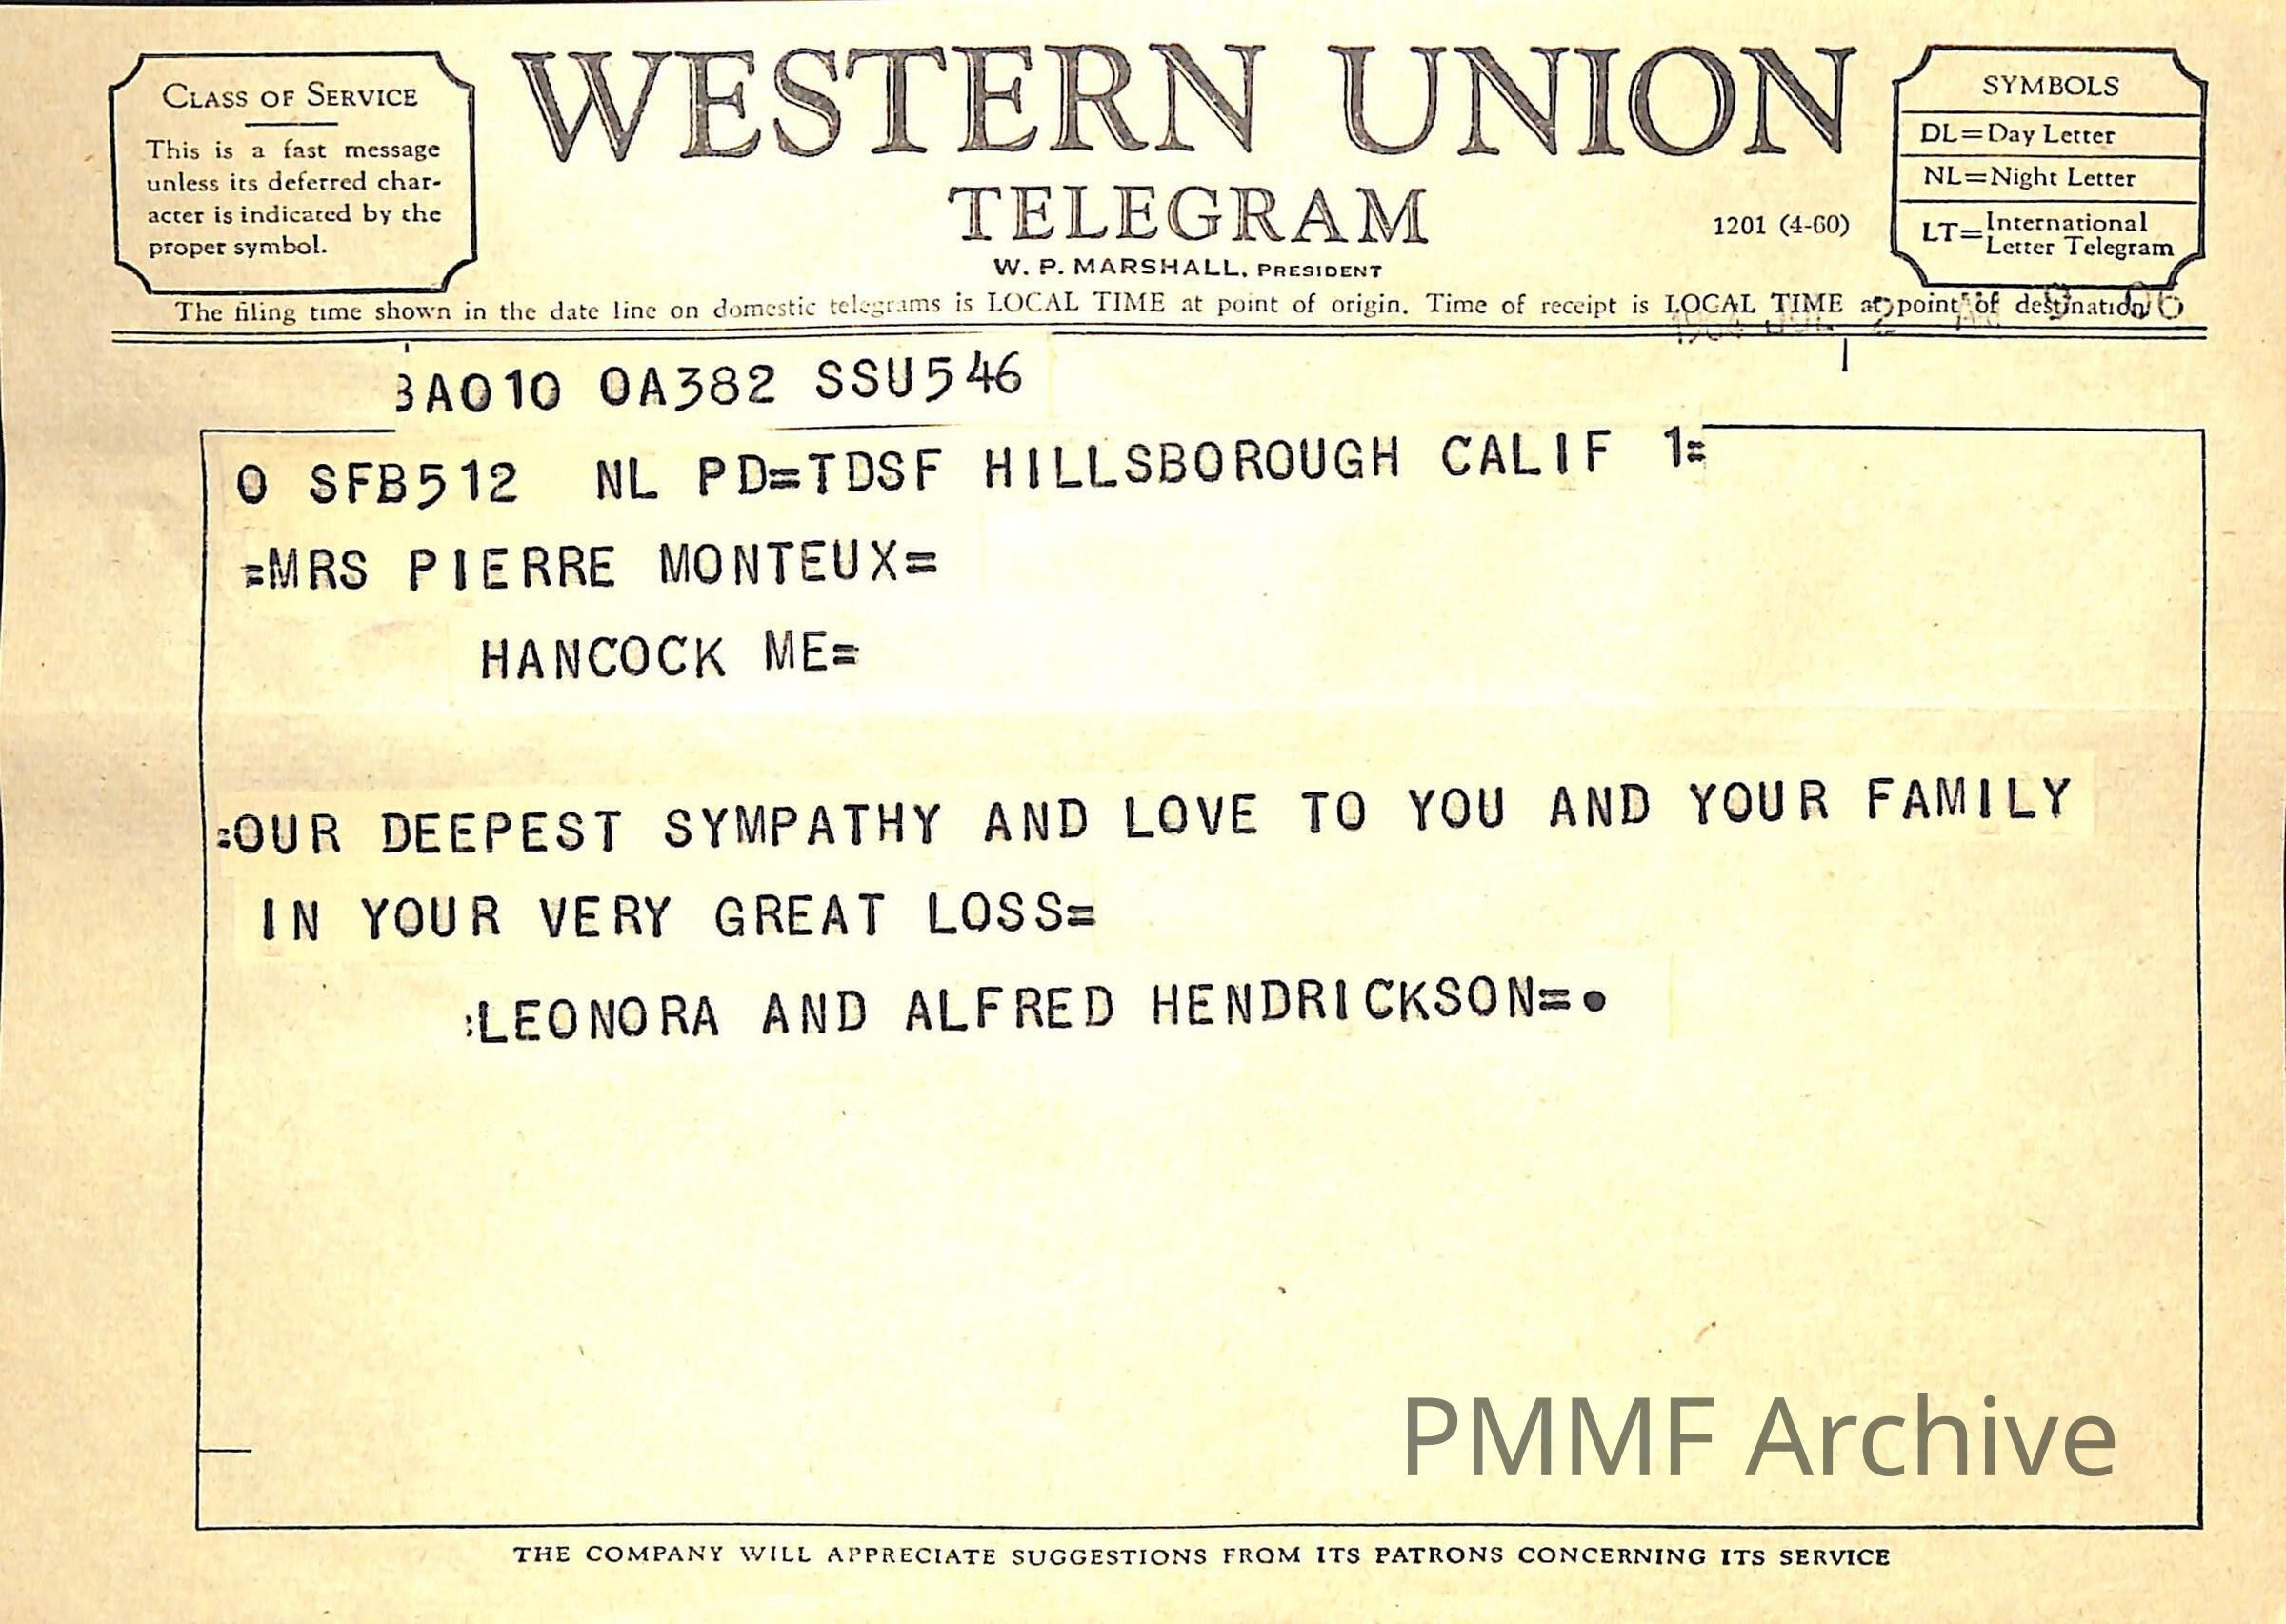 CLASS OF SERVICE
This is a fast message
unless its deferred char-
acter is indicated by the
proper symbol.
WESTERN UNION
TELEGRAM
W. P. MARSHALL, PRESIDENT
1201 (4-60)
SYMBOLS
DL=Day Letter
NL=Night Letter
LT=International
Letter Telegram
The filing time shown in the date line on domestic telegrams is LOCAL TIME at point of origin. Time of receipt is LOCAL TIME at point of destination
BA010 OA382 SSU546
O SFB512 NL PD=TDSF HILLSBOROUGH CALIF 1=
=MRS PIERRE MONTEUX=
HANCOCK ME=
=OUR DEEPEST SYMPATHY AND LOVE TO YOU AND YOUR FAMILY
IN YOUR VERY GREAT LOSS=
:LEONORA AND ALFRED HENDRICKSON=•
PMMF Archive
THE COMPANY WILL APPRECIATE SUGGESTIONS FROM ITS PATRONS CONCERNING ITS SERVICE